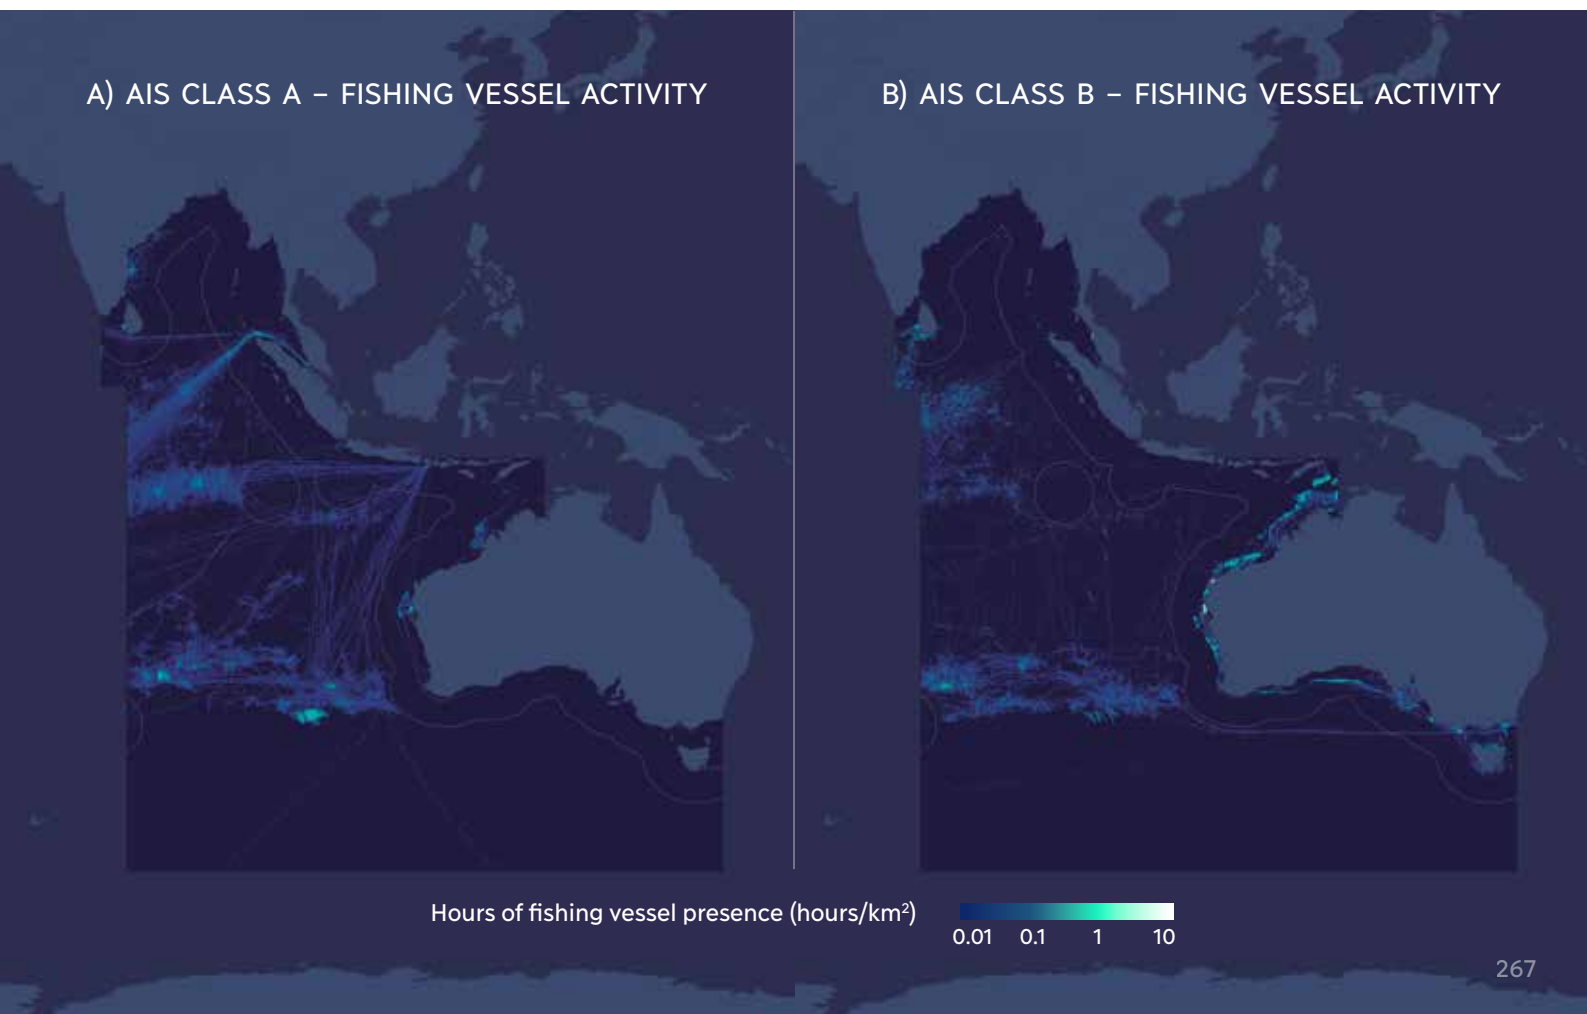 A) AIS CLASS A – FISHING VESSEL ACTIVITY
B) AIS CLASS B – FISHING VESSEL ACTIVITY
Hours of fishing vessel presence (hours/km²)
0.01 0.1 1 10
267